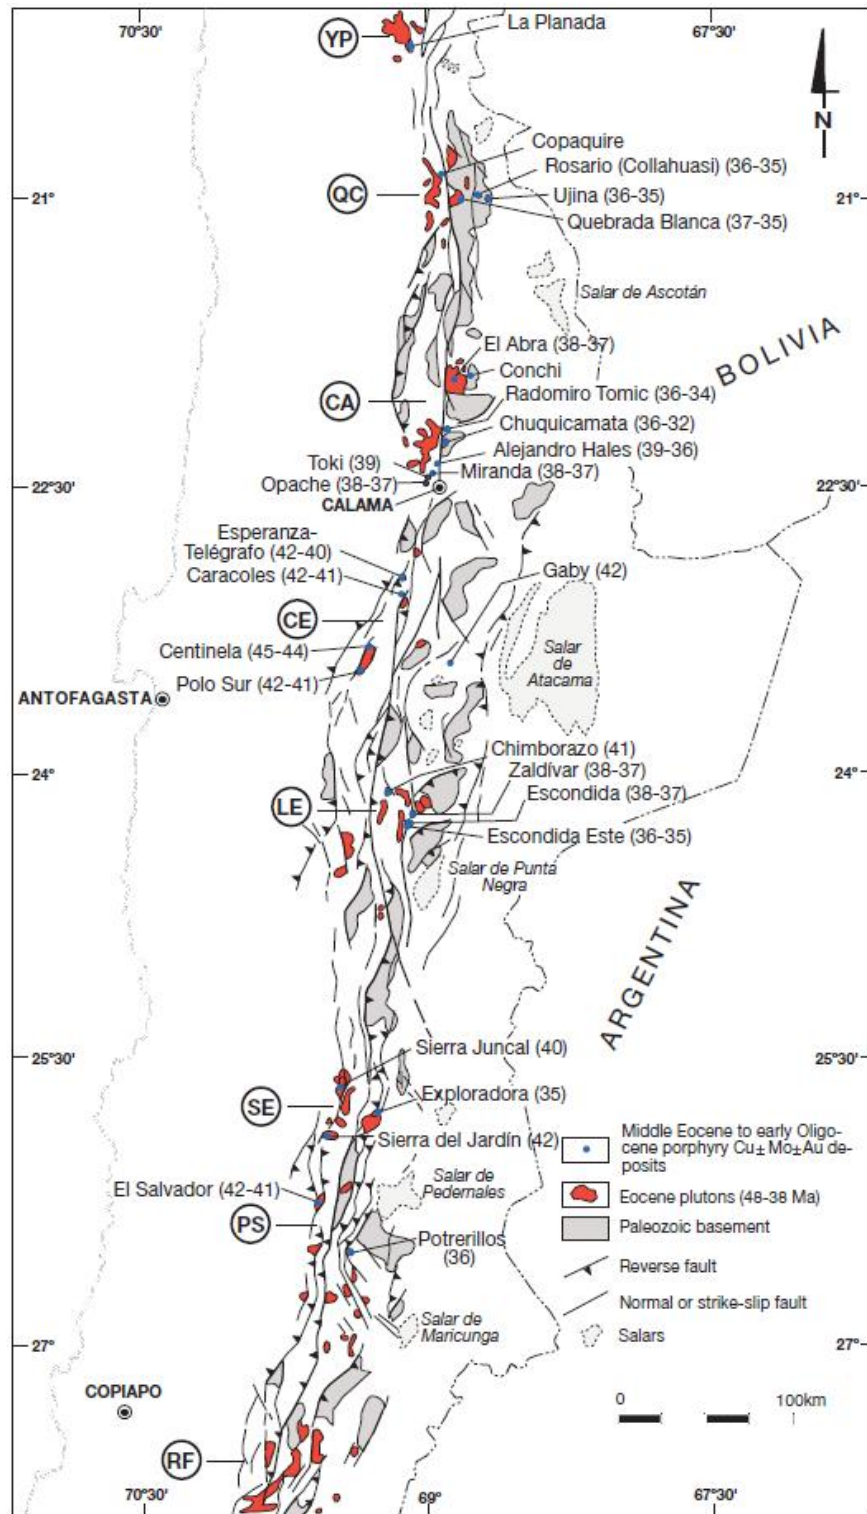 70°30'
67°30'
YP
La Planada
N
Copaquire
Rosario (Collahuasi) (36-35)
QC
21°
Ujina (36-35)
21°
Quebrada Blanca (37-35)
Salar de Ascotán
BOLIVIA
El Abra (38-37)
Conchi
CA
Radomiro Tomic (36-34)
Chuquicamata (36-32)
Alejandro Hales (39-36)
Toki (39)
Miranda (38-37)
Opache (38-37)
22°30'
CALAMA
22°30'
Esperanza-
Telégrafo (42-40)
Caracoles (42-41)
Gaby (42)
CE
Centinela (45-44)
Salar
de
Atacama
Polo Sur (42-41)
ANTOFAGASTA
Chimborazo (41)
24°
Zaldívar (38-37)
24°
Escondida (38-37)
LE
Escondida Este (36-35)
Salar de Punta
Negra
ARGENTINA
Sierra Juncal (40)
25°30'
25°30'
Exploradora (35)
SE
Sierra del Jardín (42)
Middle Eocene to early Oligo-
cene porphyry Cu± Mo±Au de-
posits
Salar de
Pedernales
El Salvador (42-41)
Eocene plutons (48-38 Ma)
PS
Paleozoic basement
Potrerillos
(36)
Reverse fault
Normal or strike-slip fault
Salar de
Maricunga
Salars
27°
27°
COPIAPO
0
100km
RF
70°30'
69°
67°30'